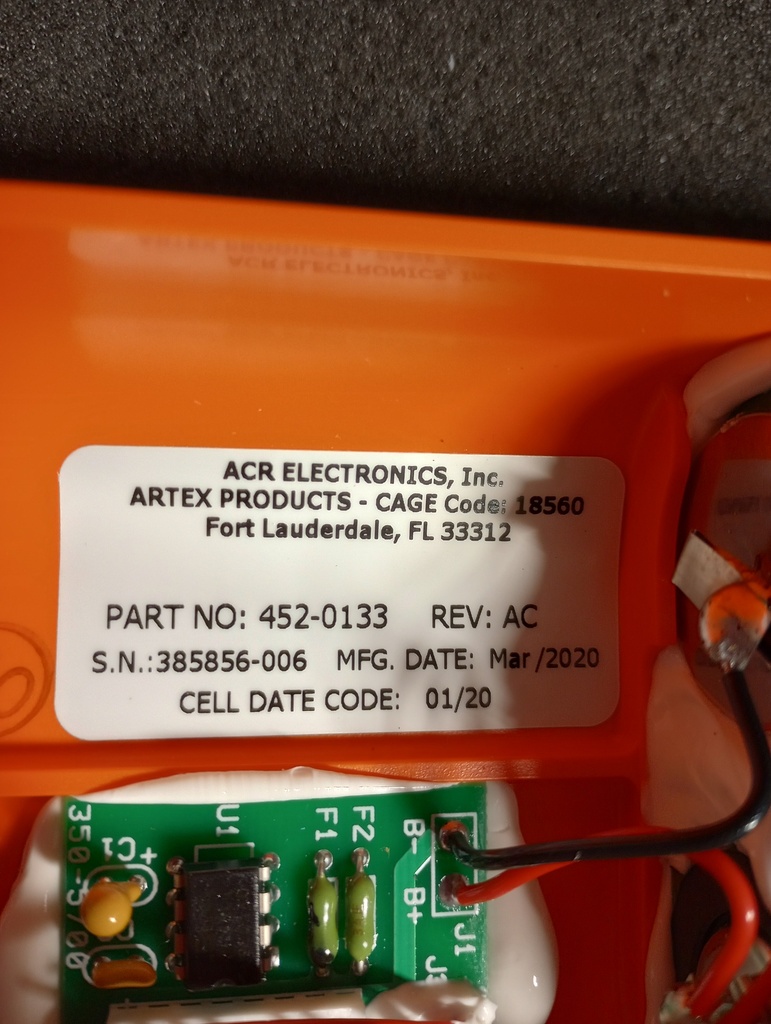 ACR ELECTRONICS, Inc.
ARTEX PRODUCTS - CAGE Code: 18560
Fort Lauderdale, FL 33312
PART NO: 452-0133 REV: AC
S.N.:385856-006 MFG. DATE: Mar/2020
CELL DATE CODE: 01/20
350-5700
C1
+
U1
F1
F2
B-
B+
J1